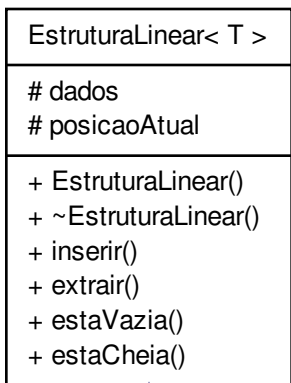 EstruturaLinear< T >
# dados
# posicaoAtual
+ EstruturaLinear()
+ ~EstruturaLinear()
+ inserir()
+ extrair()
+ estaVazia()
+ estaCheia()